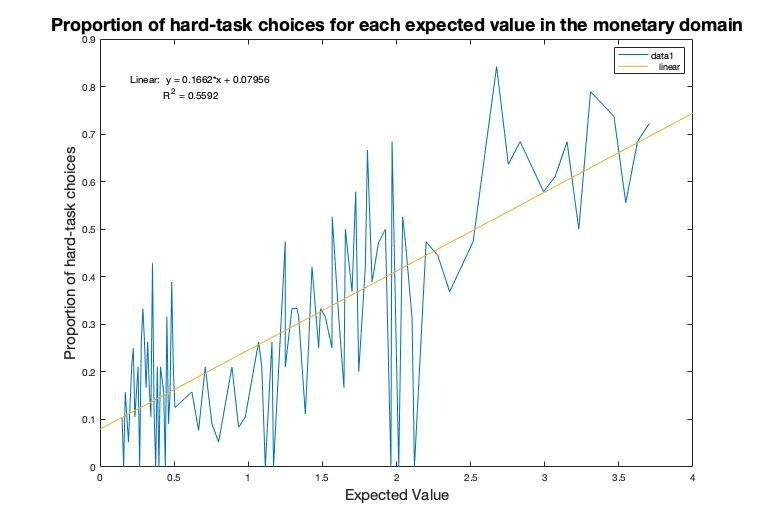 Proportion of hard-task choices for each expected value in the monetary domain
0.9
0.8
0.7
0.6
0.5
0.4
0.3
0.2
0.1
0
Proportion of hard-task choices
Linear: y = 0.1662*x + 0.07956
R2 = 0.5592
data1
linear
0 0.5 1 1.5 2 2.5 3 3.5 4
Expected Value